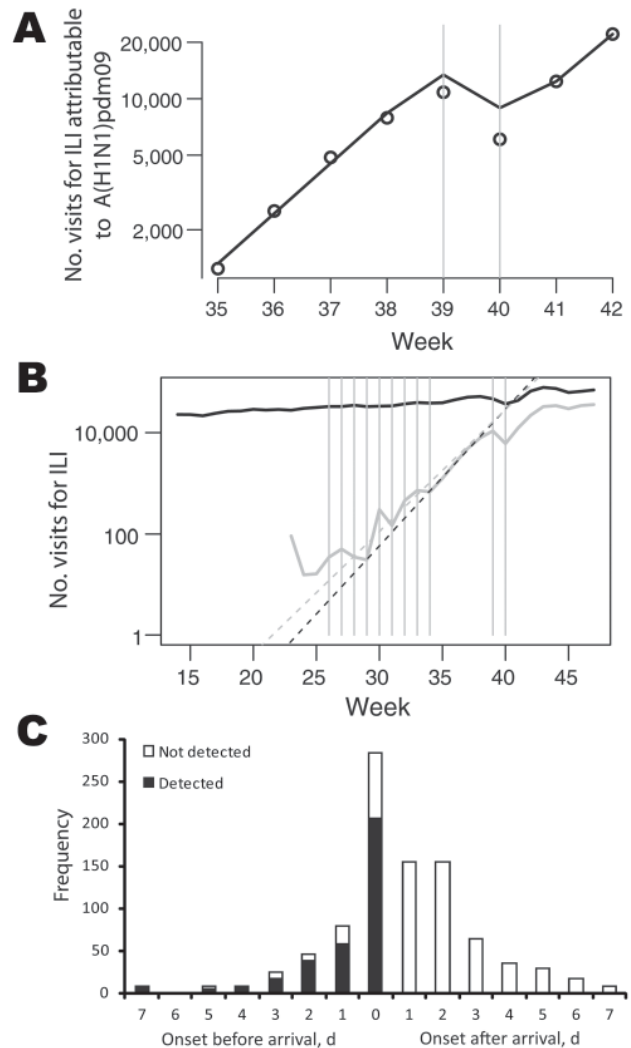 A
No. visits for ILI attributable
to A(H1N1)pdm09
20,000
10,000
5,000
2,000
35 36 37 38 39 40 41 42
Week
B
No. visits for ILI
10,000
100
1
15 20 25 30 35 40 45
Week
C
Frequency
300
250
200
150
100
50
0
Not detected
Detected
7 6 5 4 3 2 1 0 1 2 3 4 5 6 7
Onset before arrival, d Onset after arrival, d